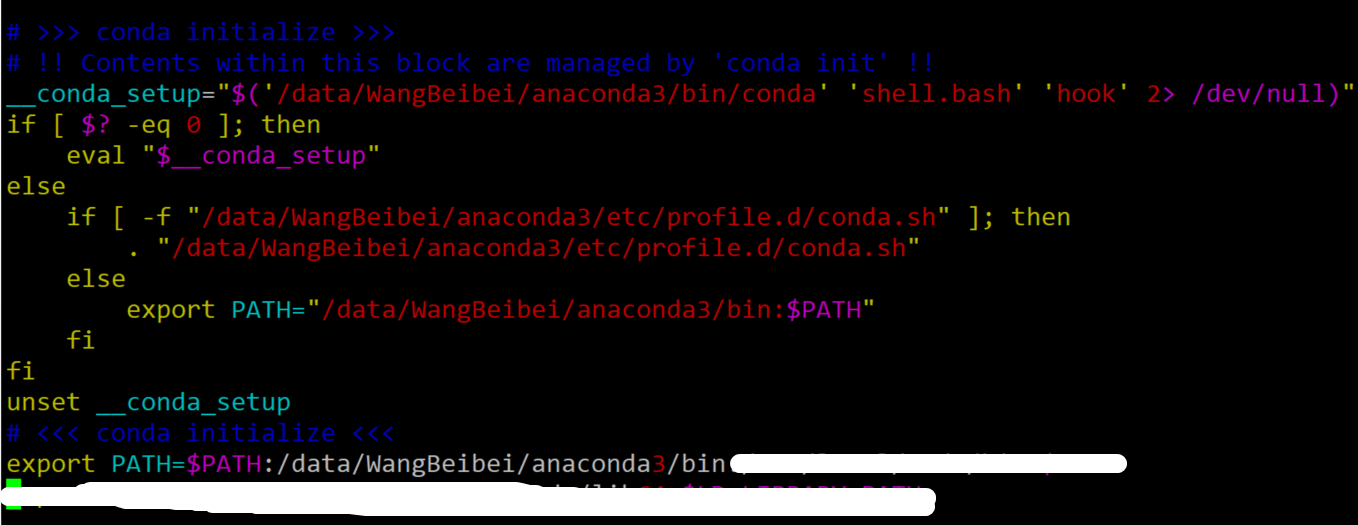 # >>> conda initialize >>>
# !! Contents within this block are managed by 'conda init' !!
__conda_setup="$('/data/WangBeibei/anaconda3/bin/conda' 'shell.bash' 'hook' 2> /dev/null)"
if [ $? -eq 0 ]; then
    eval "$__conda_setup"
else
    if [ -f "/data/WangBeibei/anaconda3/etc/profile.d/conda.sh" ]; then
        . "/data/WangBeibei/anaconda3/etc/profile.d/conda.sh"
    else
        export PATH="/data/WangBeibei/anaconda3/bin:$PATH"
    fi
fi
unset __conda_setup
# <<< conda initialize <<<
export PATH=$PATH:/data/WangBeibei/anaconda3/bin